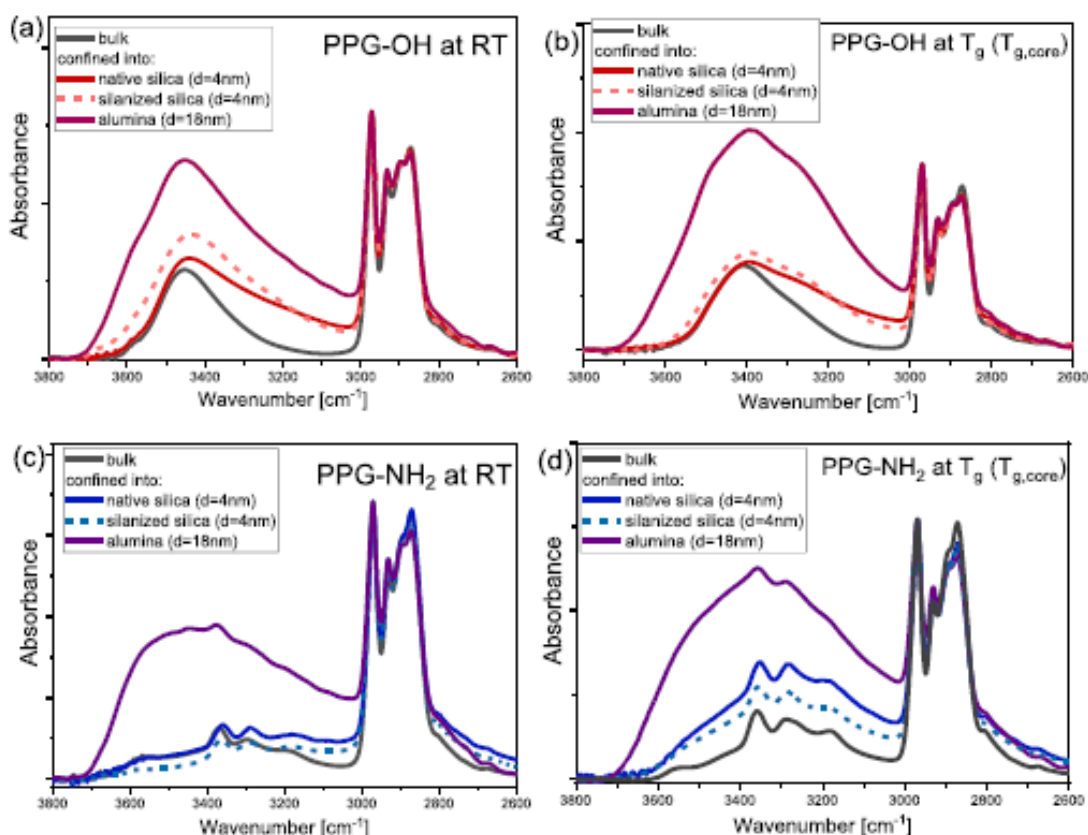 (a)
bulk
confined into:
native silica (d=4nm)
silanized silica (d=4nm)
alumina (d=18nm)
PPG-OH at RT
Absorbance
3800 3600 3400 3200 3000 2800 2600
Wavenumber [cm⁻¹]
(b)
bulk
confined into:
native silica (d=4nm)
silanized silica (d=4nm)
alumina (d=18nm)
PPG-OH at Tg (Tg,core)
Absorbance
3800 3600 3400 3200 3000 2800 2600
Wavenumber [cm⁻¹]
(c)
bulk
confined into:
native silica (d=4nm)
silanized silica (d=4nm)
alumina (d=18nm)
PPG-NH₂ at RT
Absorbance
3800 3600 3400 3200 3000 2800 2600
Wavenumber [cm⁻¹]
(d)
bulk
confined into:
native silica (d=4nm)
silanized silica (d=4nm)
alumina (d=18nm)
PPG-NH₂ at Tg (Tg,core)
Absorbance
3800 3600 3400 3200 3000 2800 2600
Wavenumber [cm⁻¹]